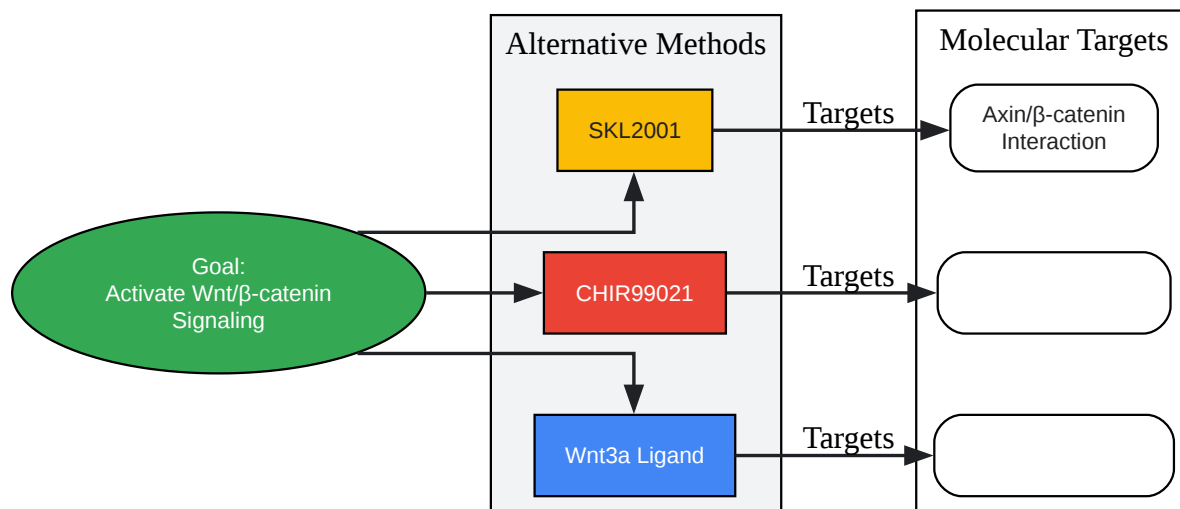 Alternative Methods
Molecular Targets
SKL2001
Targets
Axin/β-catenin
Interaction
Goal:
Activate Wnt/β-catenin
Signaling
CHIR99021
Targets
Wnt3a Ligand
Targets